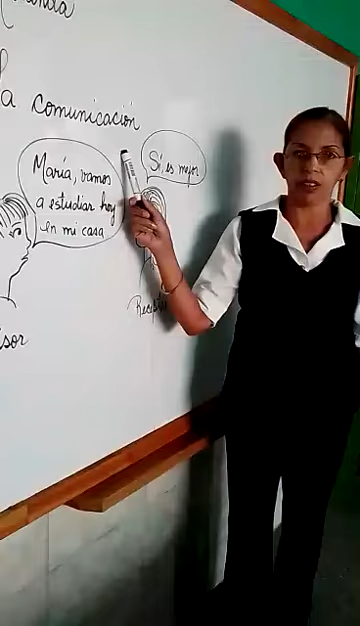 la comunicación
María, vamos
a estudiar hoy
en mi casa
Sí, es mejor